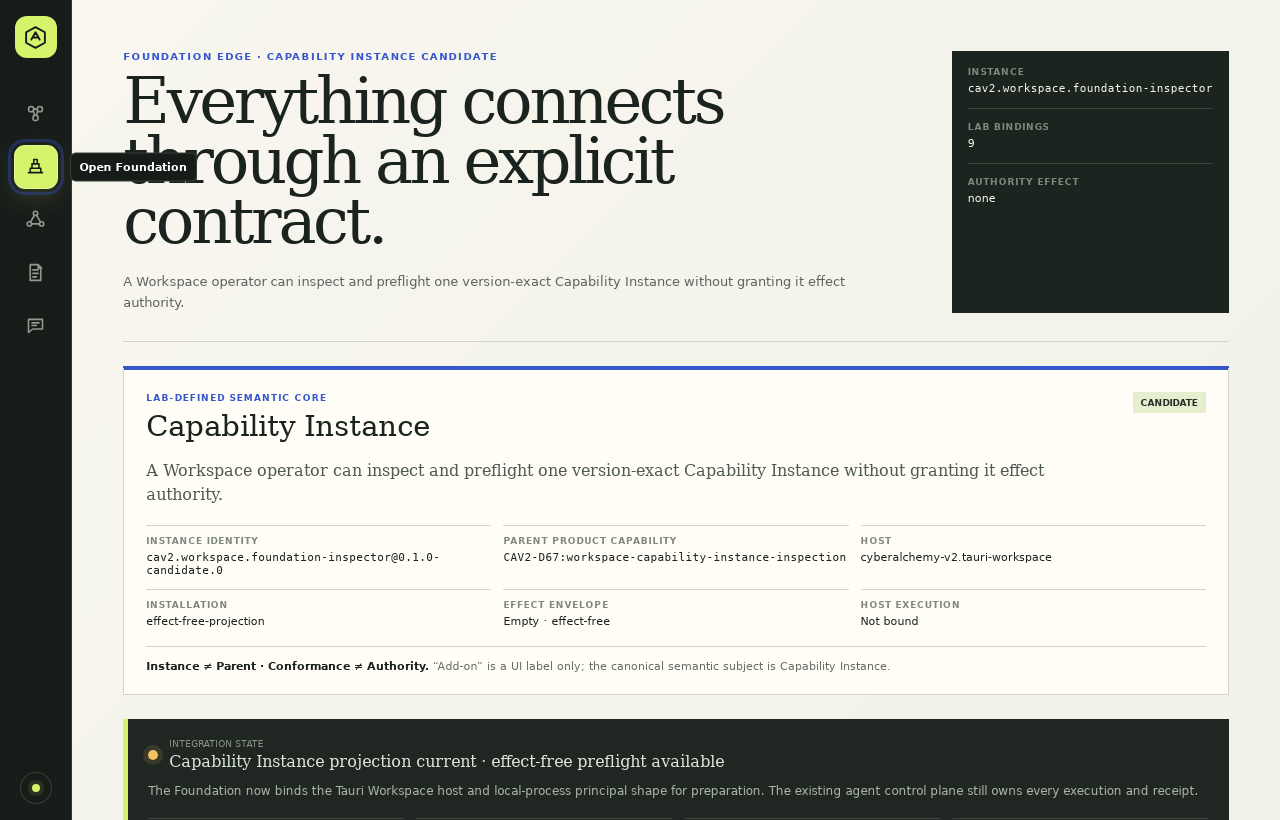 FOUNDATION EDGE · CAPABILITY INSTANCE CANDIDATE
Everything connects
through an explicit
contract.
A Workspace operator can inspect and preflight one version-exact Capability Instance without granting it effect
authority.
Open Foundation
INSTANCE
cav2.workspace.foundation-inspector
LAB BINDINGS
9
AUTHORITY EFFECT
none
LAB-DEFINED SEMANTIC CORE
Capability Instance
CANDIDATE
A Workspace operator can inspect and preflight one version-exact Capability Instance without granting it effect
authority.
INSTANCE IDENTITY
cav2.workspace.foundation-inspector@0.1.0-
candidate.0
PARENT PRODUCT CAPABILITY
CAV2-D67:workspace-capability-instance-inspection
HOST
cyberalchemy-v2.tauri-workspace
INSTALLATION
effect-free-projection
EFFECT ENVELOPE
Empty · effect-free
HOST EXECUTION
Not bound
Instance ≠ Parent · Conformance ≠ Authority. “Add-on” is a UI label only; the canonical semantic subject is Capability Instance.
INTEGRATION STATE
Capability Instance projection current · effect-free preflight available
The Foundation now binds the Tauri Workspace host and local-process principal shape for preparation. The existing agent control plane still owns every execution and receipt.